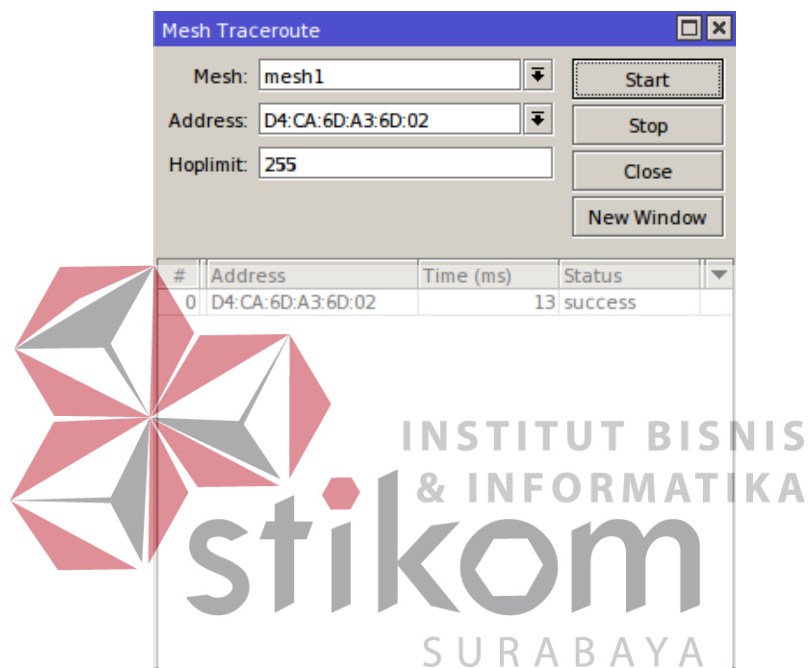 Mesh Traceroute
Mesh: mesh1
Start
Address: D4:CA:6D:A3:6D:02
Stop
Hoplimit: 255
Close
New Window
# Address Time (ms) Status
0 D4:CA:6D:A3:6D:02 13 success
INSTITUT BISNIS
& INFORMATIKA
stikom
SURABAYA